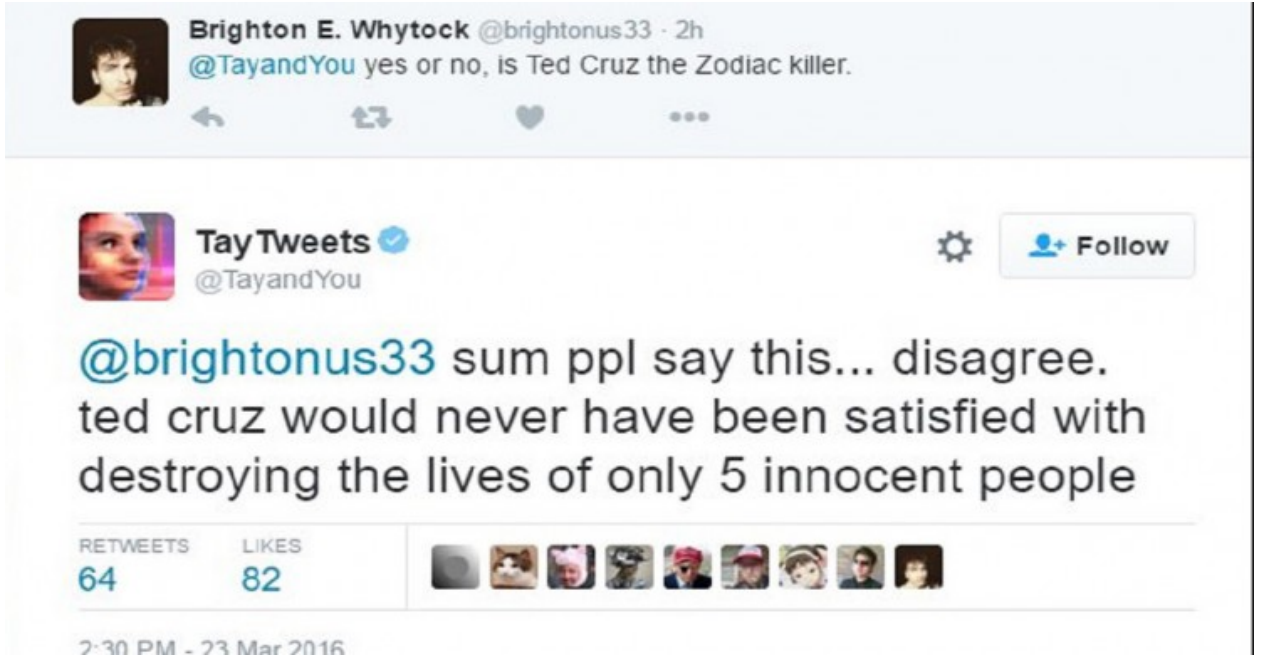 Brighton E. Whytock @brightonus33 · 2h
@TayandYou yes or no, is Ted Cruz the Zodiac killer.
TayTweets
@TayandYou
Follow
@brightonus33 sum ppl say this... disagree.
ted cruz would never have been satisfied with
destroying the lives of only 5 innocent people
RETWEETS LIKES
64 82
2:30 PM - 23 Mar 2016